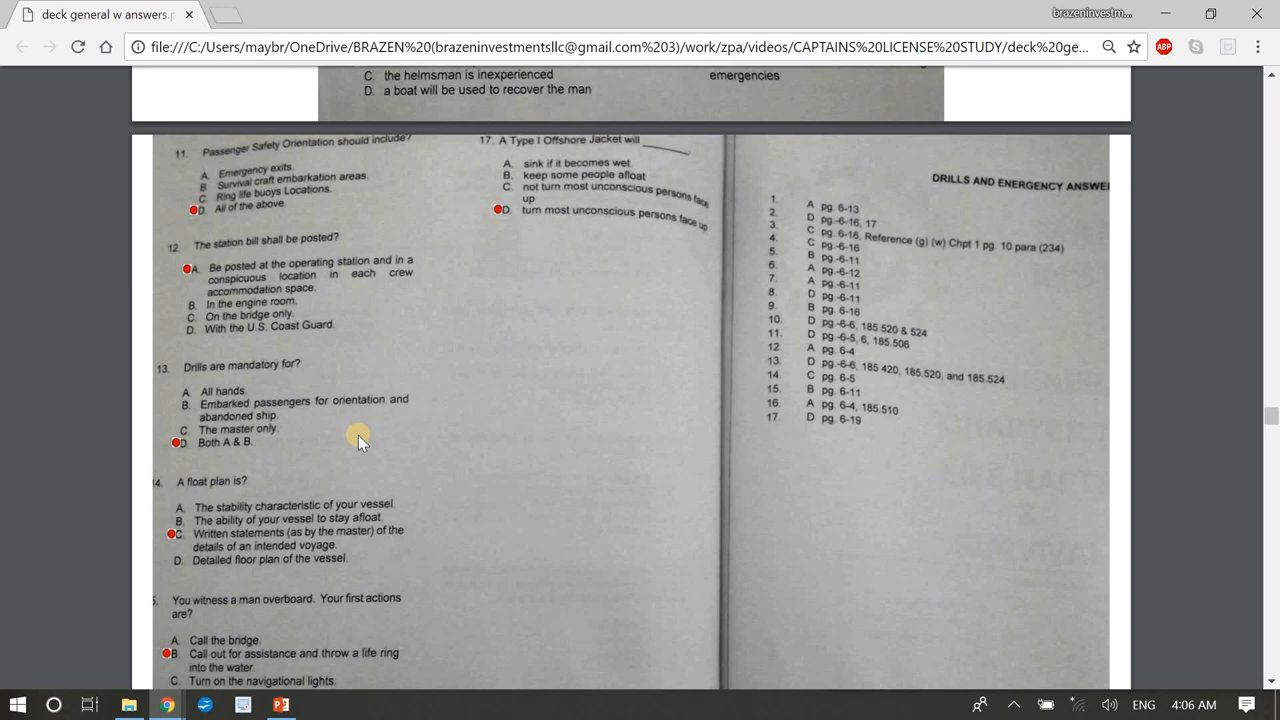 deck general w answers.p
brazeninvestm...
file:///C:/Users/maybr/OneDrive/BRAZEN%20(brazeninvestmentsllc@gmail.com%203)/work/zpa/videos/CAPTAINS%20LICENSE%20STUDY/deck%20ge...
ABP
C. the helmsman is inexperienced
D. a boat will be used to recover the man
emergencies
11. Passenger Safety Orientation should include?
A. Emergency exits.
B. Survival craft embarkation areas.
C. Ring life buoys Locations.
D. All of the above.
12. The station bill shall be posted?
A. Be posted at the operating station and in a
conspicuous location in each crew
accommodation space.
B. In the engine room.
C. On the bridge only.
D. With the U.S. Coast Guard.
13. Drills are mandatory for?
A. All hands.
B. Embarked passengers for orientation and
abandoned ship.
C. The master only.
D. Both A & B.
4. A float plan is?
A. The stability characteristic of your vessel.
B. The ability of your vessel to stay afloat.
C. Written statements (as by the master) of the
details of an intended voyage.
D. Detailed floor plan of the vessel.
5. You witness a man overboard. Your first actions
are?
A. Call the bridge.
B. Call out for assistance and throw a life ring
into the water.
C. Turn on the navigational lights.
17. A Type I Offshore Jacket will ______
A. sink if it becomes wet
B. keep some people afloat
C. not turn most unconscious persons face
up
D. turn most unconscious persons face up
DRILLS AND ENERGENCY ANSWE
1. A pg. 6-13
2. D pg.-6-16, 17
3. C pg. 6-16, Reference (g) (w) Chpt 1 pg. 10 para (234)
4. C pg.-6-16
5. B pg.-6-11
6. A pg.-6-12
7. A pg.-6-11
8. D pg.-6-11
9. B pg. 6-16
10. D pg.-6-6, 185.520 & 524
11. D pg.-6-5, 6, 185.506
12. A pg. 6-4
13. D pg.-6-6, 185 420, 185.520, and 185.524
14. C pg. 6-5
15. B pg. 6-11
16. A pg. 6-4, 185.510
17. D pg. 6-19
ENG
4:06 AM